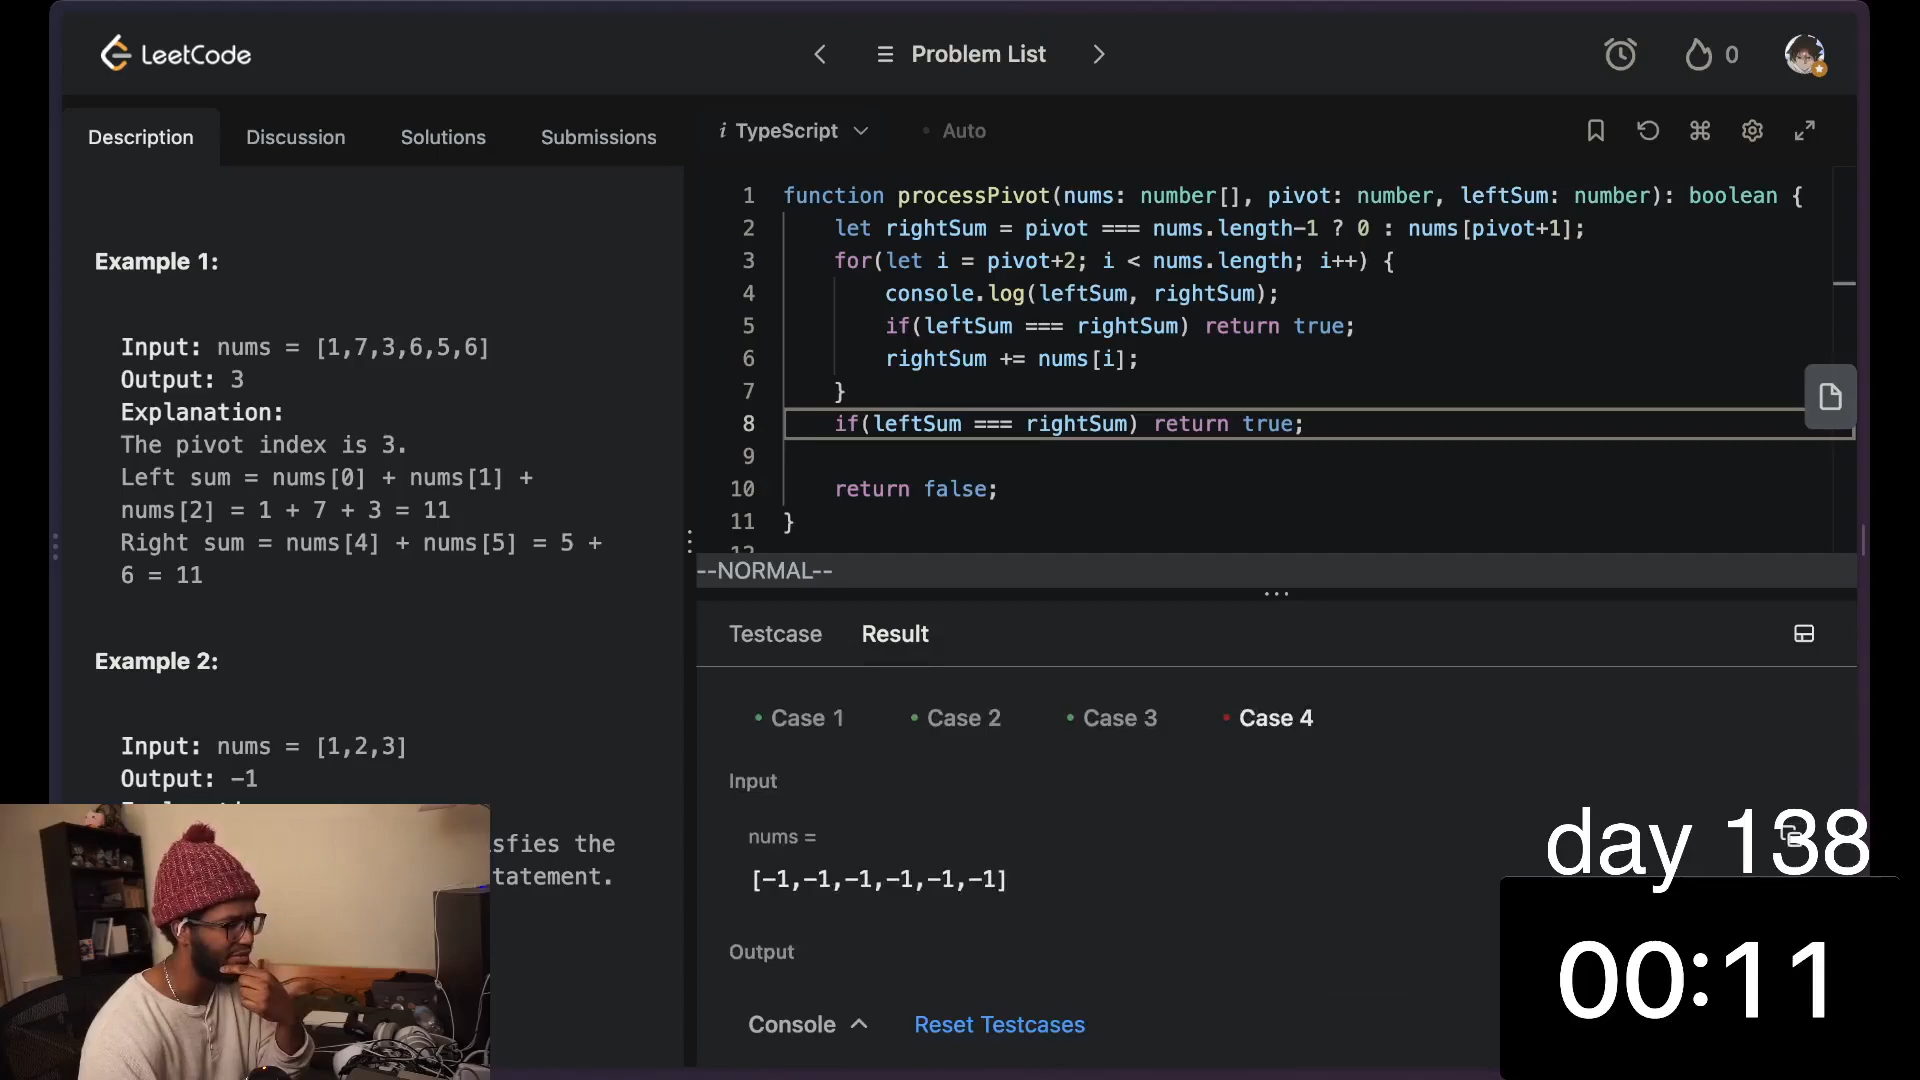 LeetCode
Problem List
0
Description
Discussion
Solutions
Submissions
Example 1:
Input: nums = [1,7,3,6,5,6]
Output: 3
Explanation:
The pivot index is 3.
Left sum = nums[0] + nums[1] +
nums[2] = 1 + 7 + 3 = 11
Right sum = nums[4] + nums[5] = 5 +
6 = 11
Example 2:
Input: nums = [1,2,3]
Output: -1
sfies the
tatement.
i TypeScript
• Auto
1 function processPivot(nums: number[], pivot: number, leftSum: number): boolean {
2 let rightSum = pivot === nums.length-1 ? 0 : nums[pivot+1];
3 for(let i = pivot+2; i < nums.length; i++) {
4 console.log(leftSum, rightSum);
5 if(leftSum === rightSum) return true;
6 rightSum += nums[i];
7 }
8 if(leftSum === rightSum) return true;
9
10 return false;
11 }
12
--NORMAL--
Testcase
Result
• Case 1
• Case 2
• Case 3
• Case 4
Input
nums =
[-1,-1,-1,-1,-1,-1]
Output
Console
Reset Testcases
day 138
00:11